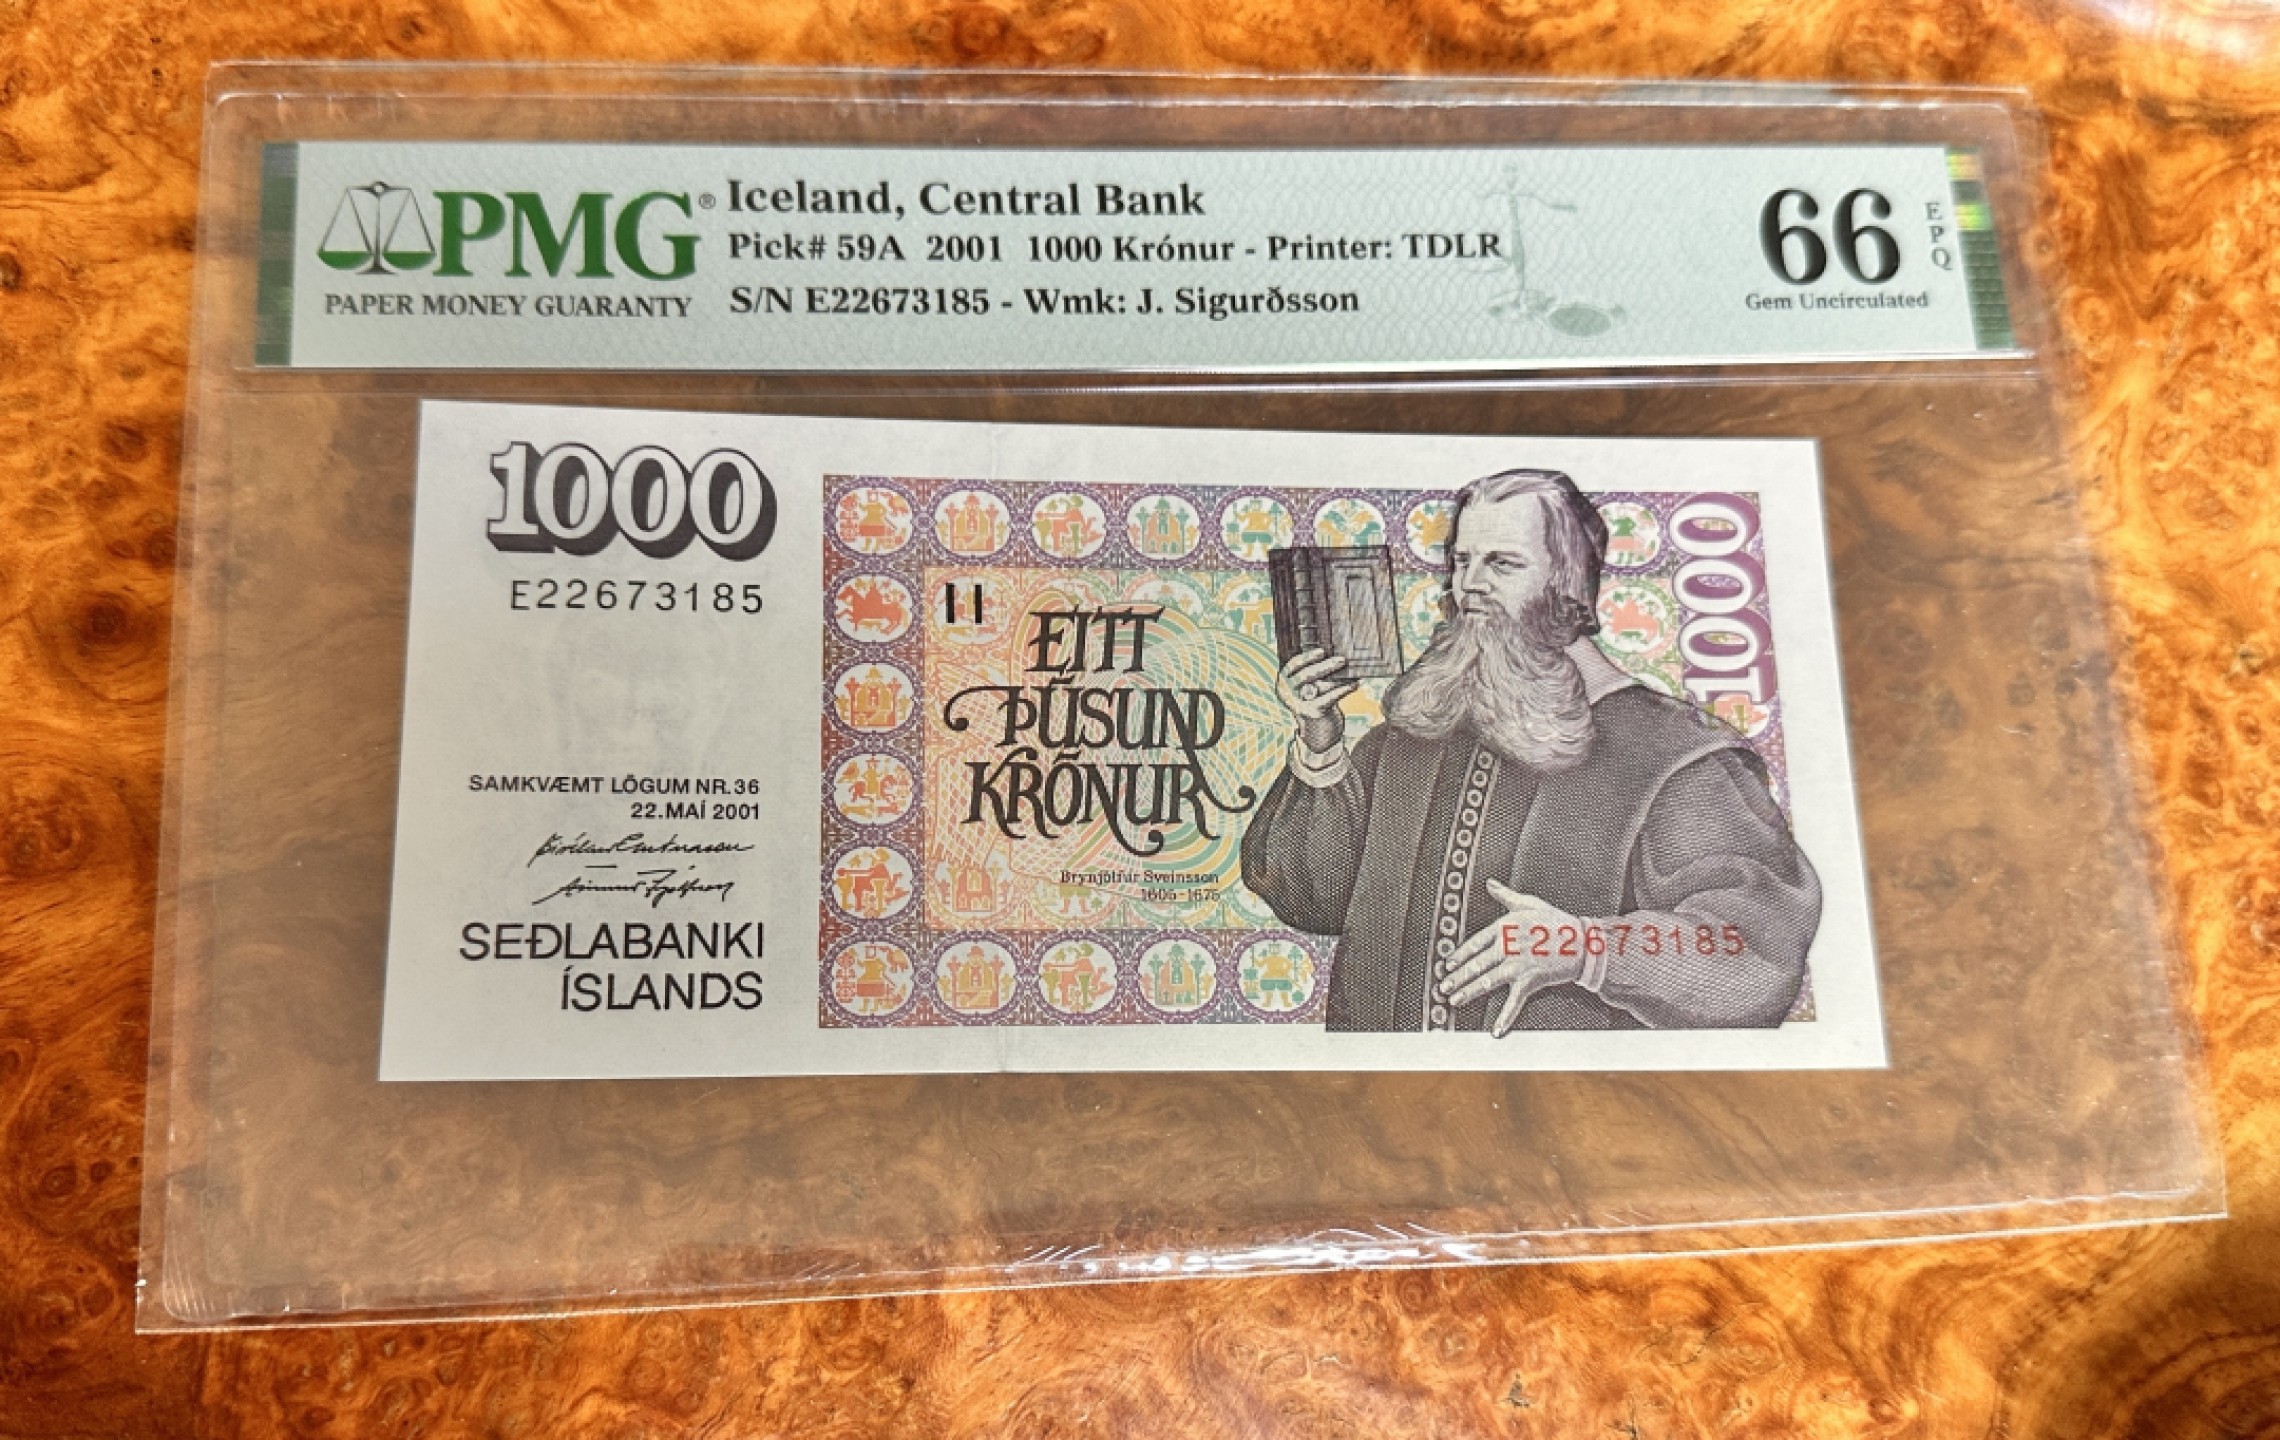 PMG®
PAPER MONEY GUARANTY
Iceland, Central Bank
Pick# 59A 2001 1000 Krónur - Printer: TDLR
S/N E22673185 - Wmk: J. Sigurðsson
66
EPQ
Gem Uncirculated
1000
E22673185
SAMKVÆMT LÖGUM NR.36
22.MAÍ 2001
SEÐLABANKI
ÍSLANDS
EITT
ÞÚSUND
KRÓNUR
Brynjólfur Sveinsson
1605-1675
1000
E22673185